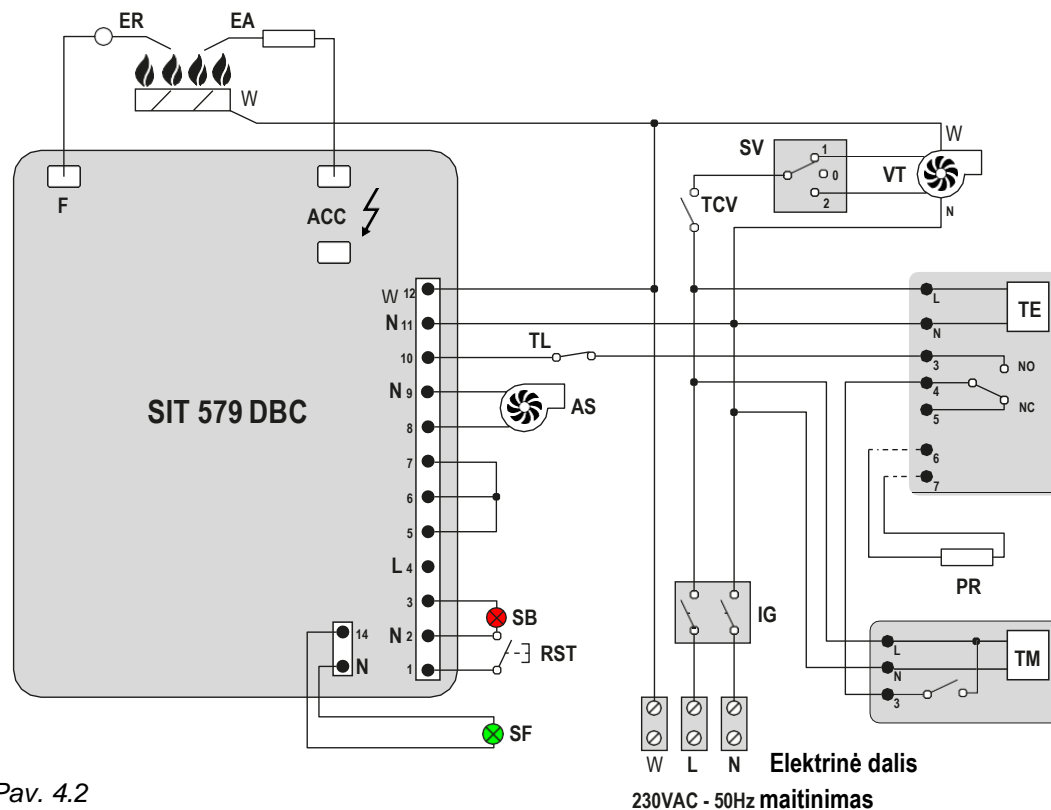 ER EA
W
F
ACC
SV 1
0
2
W
VT
N
TCV
W 12
N 11
10
N 9
8
7
6
5
L 4
3
N 2
1
TL
AS
SIT 579 DBC
L
N
3
4
5
6
7
TE
NO
NC
PR
SB
RST
14
N
SF
IG
L
N
3
TM
W L N Elektrinė dalis
230VAC - 50Hz maitinimas
Pav. 4.2